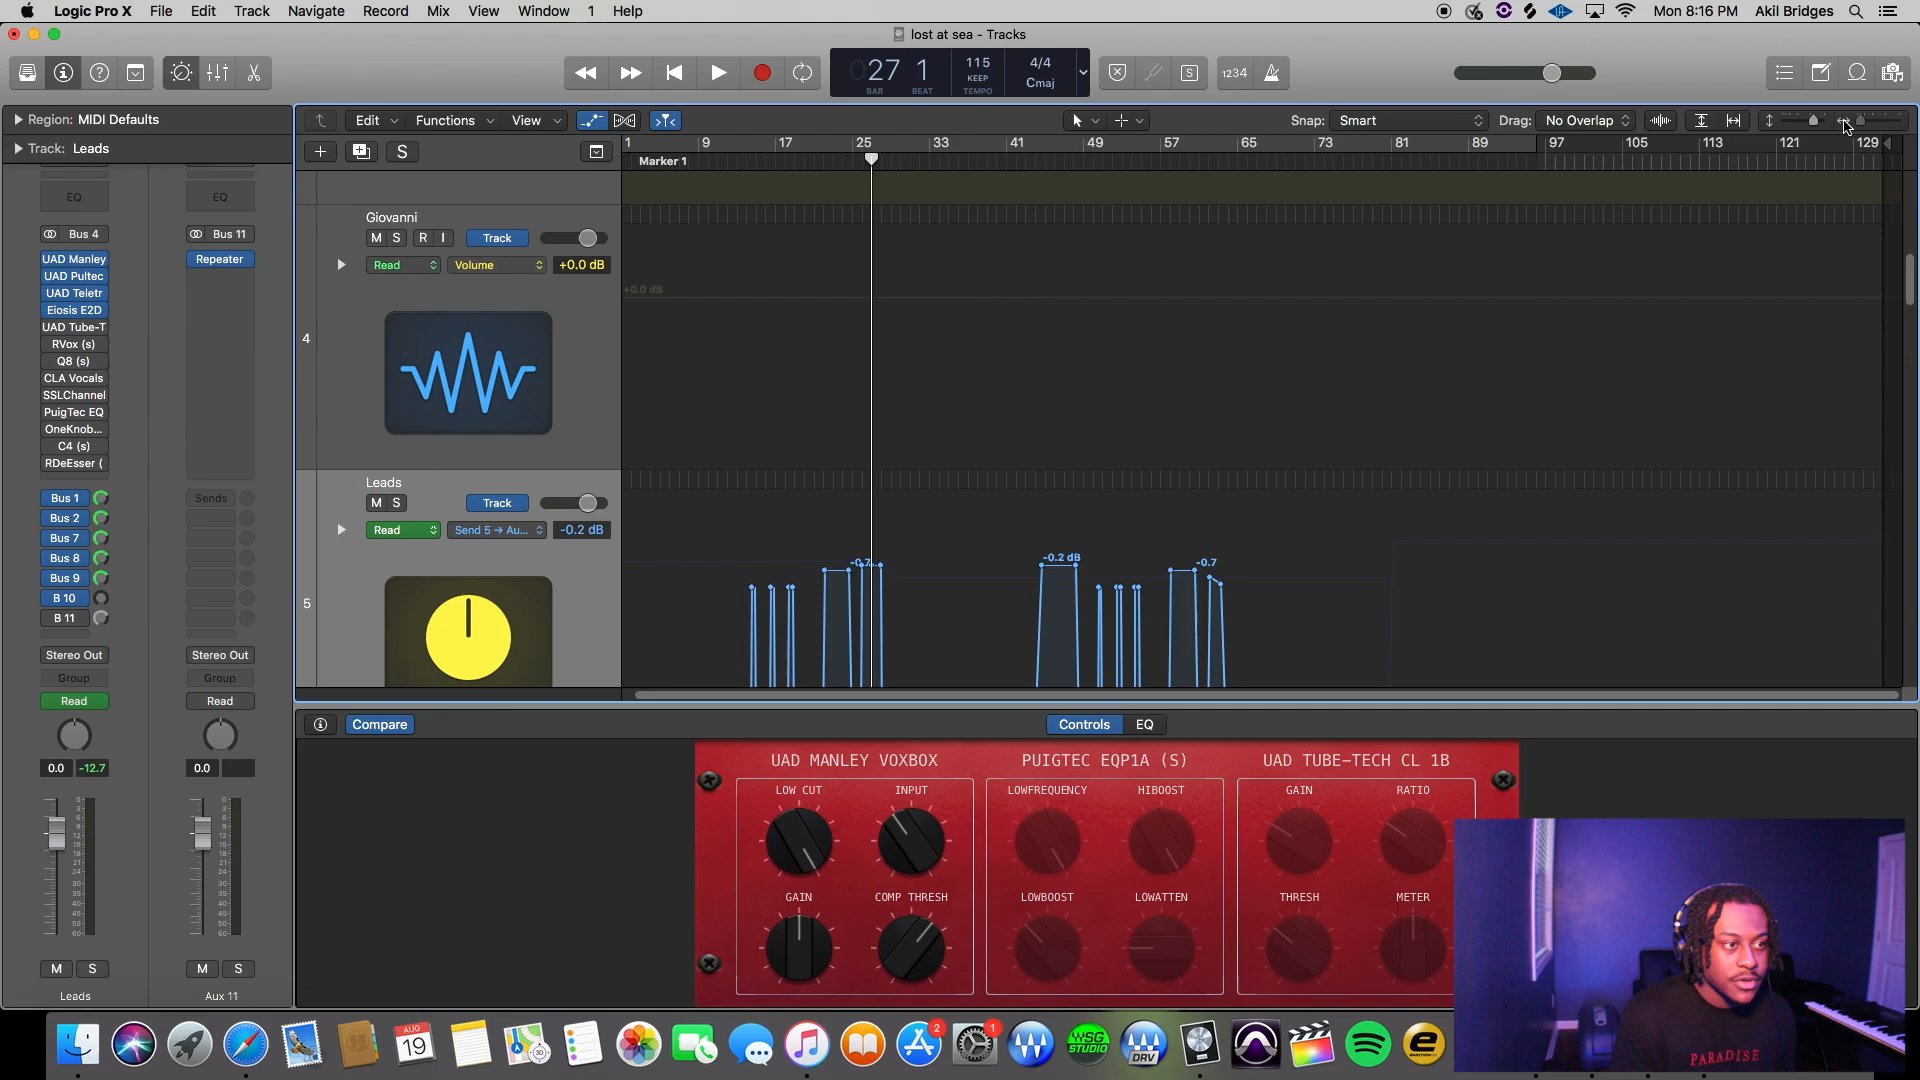 Logic Pro X File Edit Track Navigate Record Mix View Window 1 Help
Mon 8:16 PM Akil Bridges
lost at sea - Tracks
27 1
BAR BEAT
115
KEEP
TEMPO
4/4
Cmaj
S
1234
Region: MIDI Defaults
Track: Leads
Edit Functions View
Snap: Smart
Drag: No Overlap
S
1 9 17 25 33 41 49 57 65 73 81 89 97 105 113 121 129
Marker 1
EQ
Bus 4
UAD Manley
UAD Pultec
UAD Teletr
Eiosis E2D
UAD Tube-T
RVox (s)
Q8 (s)
CLA Vocals
SSLChannel
PuigTec EQ
OneKnob...
C4 (s)
RDeEsser (
Bus 1
Bus 2
Bus 7
Bus 8
Bus 9
B 10
B 11
Stereo Out
Group
Read
0.0 -12.7
M S
Leads
EQ
Bus 11
Repeater
Sends
Stereo Out
Group
Read
0.0
M S
Aux 11
Giovanni
M S R I Track
Read Volume +0.0 dB
4
+0.0 dB
Leads
M S Track
Read Send 5 → Au... -0.2 dB
5
-0.7
-0.2 dB
-0.7
Compare
Controls EQ
UAD MANLEY VOXBOX
LOW CUT INPUT
GAIN COMP THRESH
PUIGTEC EQP1A (S)
LOWFREQUENCY HIBOOST
LOWBOOST LOWATTEN
UAD TUBE-TECH CL 1B
GAIN RATIO
THRESH METER
PARADISE
AUG
19
2
1
WSG
STUDIO
DRV